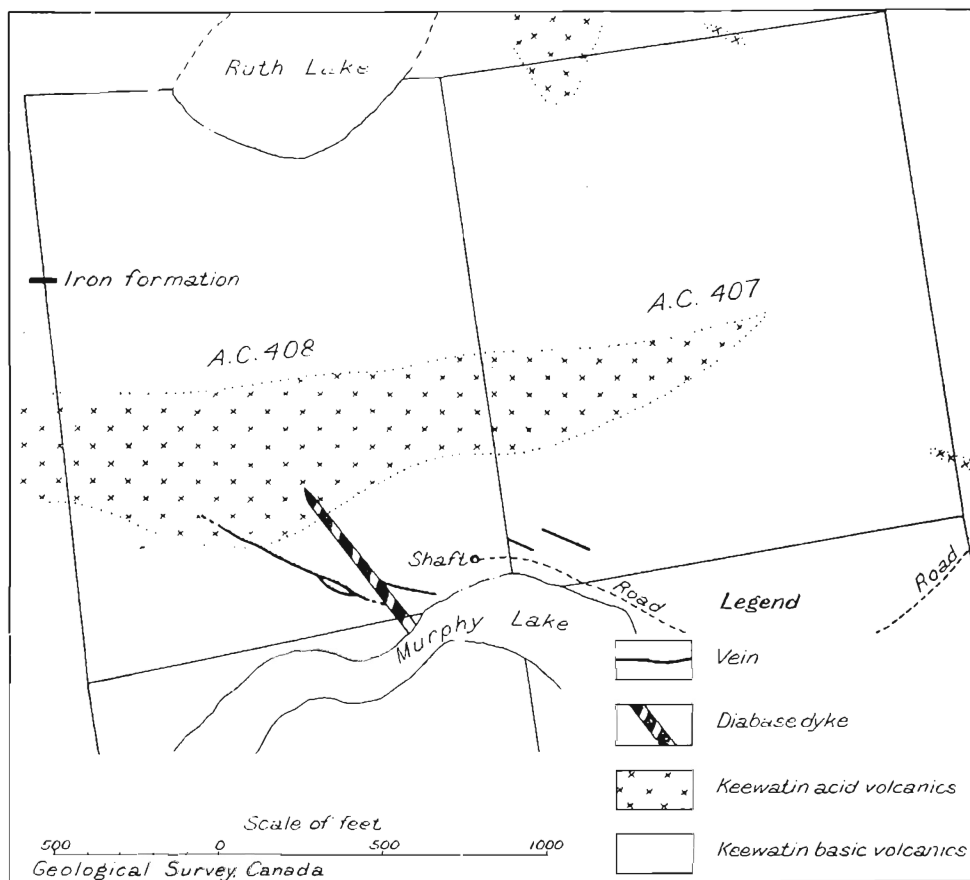 Ruth Lake
Iron formation
A.C. 407
A.C. 408
Shaft
Road
Road
Murphy Lake
Legend
Vein
Diabase dyke
Keewatin acid volcanics
Keewatin basic volcanics
Scale of feet
500 0 500 1000
Geological Survey, Canada